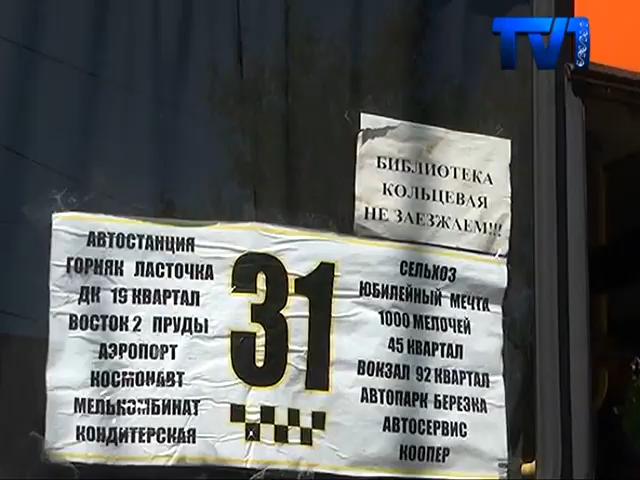 TV1
БИБЛИОТЕКА
КОЛЬЦЕВАЯ
НЕ ЗАЕЗЖАЕМ!!!
АВТОСТАНЦИЯ
ГОРНЯК ЛАСТОЧКА
ДК 19 КВАРТАЛ
ВОСТОК 2 ПРУДЫ
АЭРОПОРТ
КОСМОНАВТ
МЕЛЬКОМБИНАТ
КОНДИТЕРСКАЯ
31
СЕЛЬХОЗ
ЮБИЛЕЙНЫЙ МЕЧТА
1000 МЕЛОЧЕЙ
45 КВАРТАЛ
ВОКЗАЛ 92 КВАРТАЛ
АВТОПАРК БЕРЕЗКА
АВТОСЕРВИС
КООПЕР